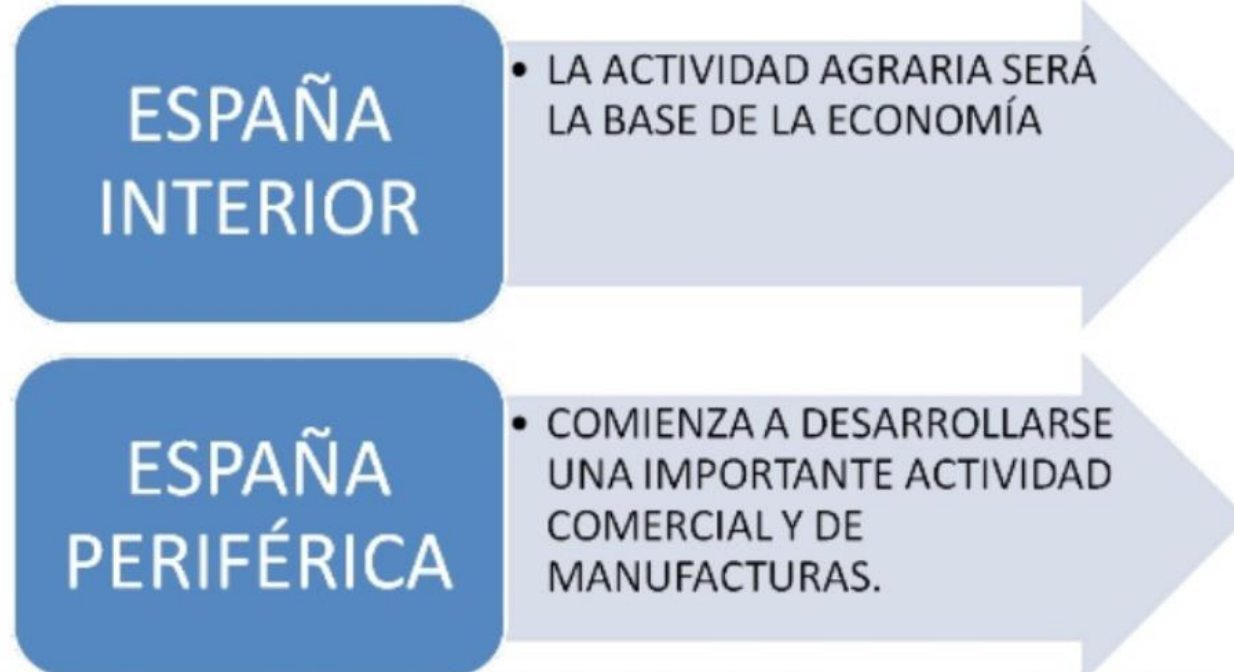 ESPAÑA
INTERIOR
• LA ACTIVIDAD AGRARIA SERÁ
LA BASE DE LA ECONOMÍA
ESPAÑA
PERIFÉRICA
• COMIENZA A DESARROLLARSE
UNA IMPORTANTE ACTIVIDAD
COMERCIAL Y DE
MANUFACTURAS.